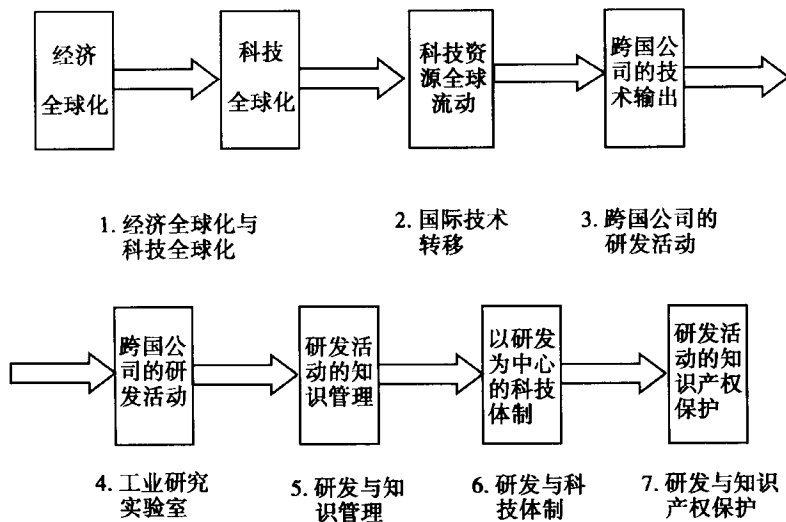 经济
全球化
科技
全球化
科技资
源全球
流动
跨国公
司的技
术输出
1. 经济全球化与
科技全球化
2. 国际技术
转移
3. 跨国公司的
研发活动
跨国公
司的研
发活动
研发活
动的知
识管理
以研发
为中心
的科技
体制
研发活
动的知
识产权
保护
4. 工业研究
实验室
5. 研发与知
识管理
6. 研发与科
技体制
7. 研发与知识
产权保护